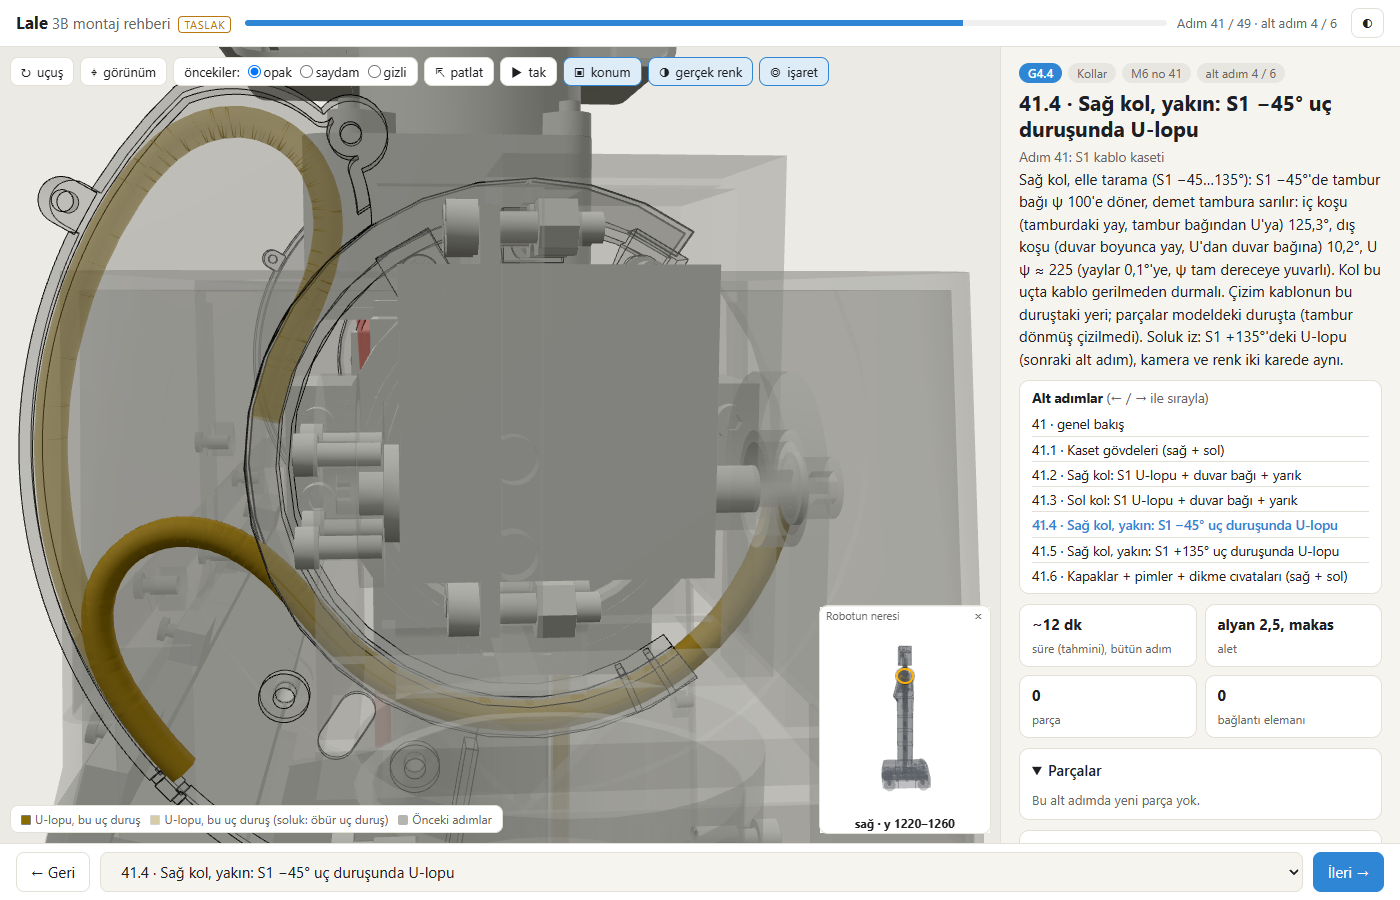 Lale 3B montaj rehberi TASLAK
Adım 41 / 49 · alt adım 4 / 6
↻ uçuş
⌖ görünüm
öncekiler: opak saydam gizli
⇱ patlat
▶ tak
▣ konum
◑ gerçek renk
◎ işaret
G4.4 Kollar M6 no 41 alt adım 4 / 6
41.4 · Sağ kol, yakın: S1 −45° uç
duruşunda U-lopu
Adım 41: S1 kablo kaseti
Sağ kol, elle tarama (S1 −45…135°): S1 −45°'de tambur
bağı ψ 100'e döner, demet tambura sarılır: iç koşu
(tamburdaki yay, tambur bağından U'ya) 125,3°, dış
koşu (duvar boyunca yay, U'dan duvar bağına) 10,2°, U
ψ ≈ 225 (yaylar 0,1°'ye, ψ tam dereceye yuvarlı). Kol bu
uçta kablo gerilmeden durmalı. Çizim kablonun bu
duruştaki yeri; parçalar modeldeki duruşta (tambur
dönmüş çizilmedi). Soluk iz: S1 +135°'deki U-lopu
(sonraki alt adım), kamera ve renk iki karede aynı.
Alt adımlar (← / → ile sırayla)
41 · genel bakış
41.1 · Kaset gövdeleri (sağ + sol)
41.2 · Sağ kol: S1 U-lopu + duvar bağı + yarık
41.3 · Sol kol: S1 U-lopu + duvar bağı + yarık
41.4 · Sağ kol, yakın: S1 −45° uç duruşunda U-lopu
41.5 · Sağ kol, yakın: S1 +135° uç duruşunda U-lopu
41.6 · Kapaklar + pimler + dikme cıvataları (sağ + sol)
~12 dk
süre (tahmini), bütün adım
alyan 2,5, makas
alet
0
parça
0
bağlantı elemanı
▼ Parçalar
Bu alt adımda yeni parça yok.
Robotun neresi ×
sağ · y 1220–1260
U-lopu, bu uç duruş
U-lopu, bu uç duruş (soluk: öbür uç duruş)
Önceki adımlar
← Geri
41.4 · Sağ kol, yakın: S1 −45° uç duruşunda U-lopu
İleri →